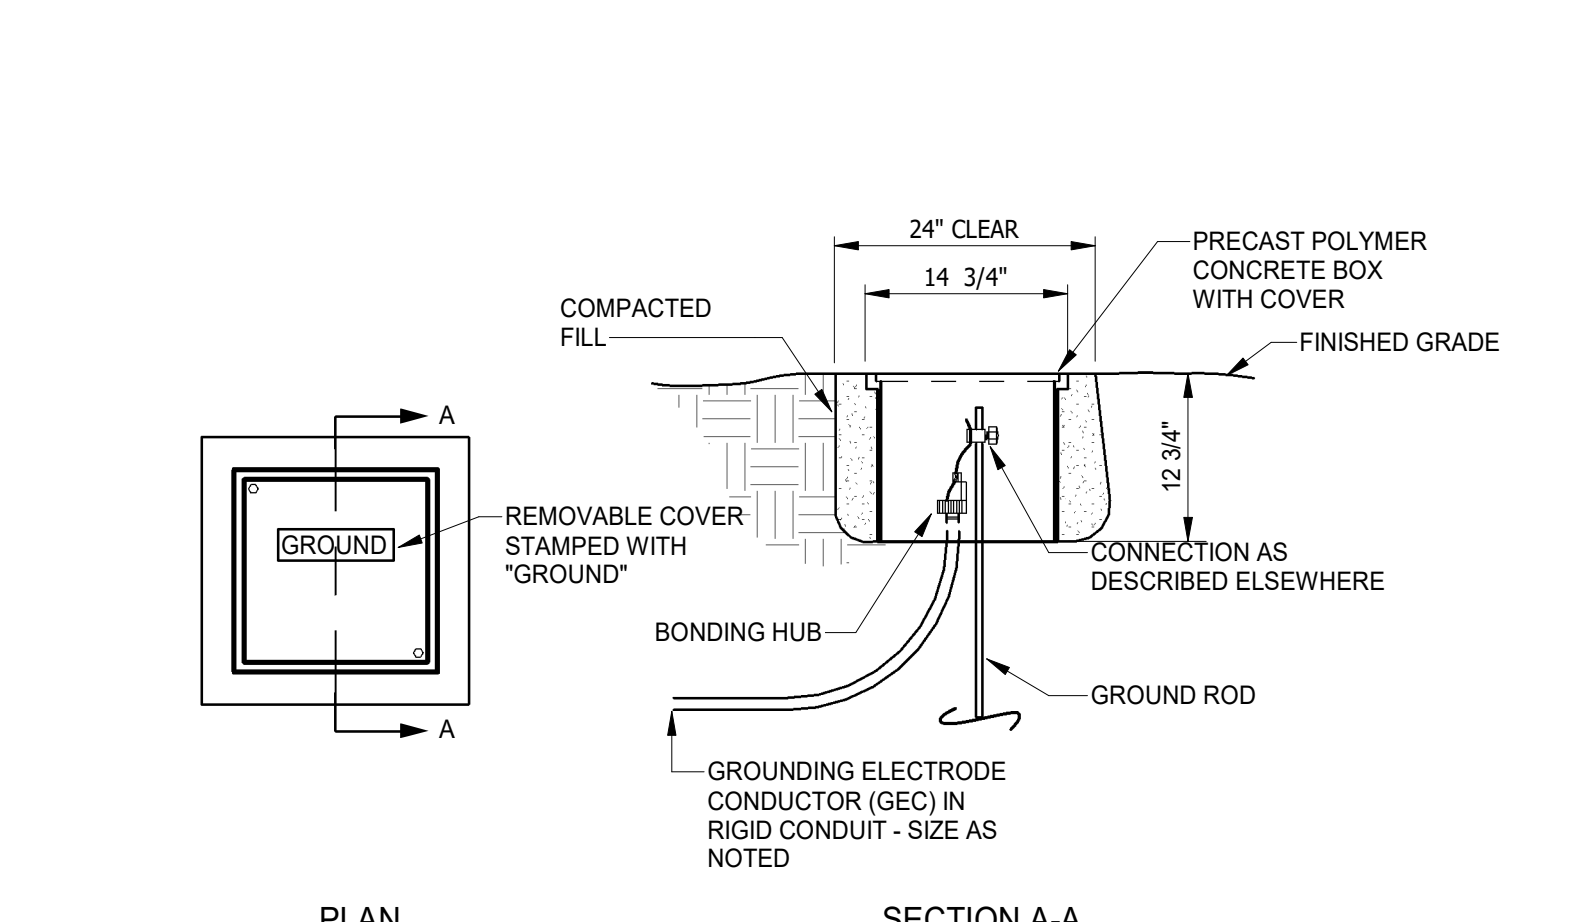 24" CLEAR
14 3/4"
PRECAST POLYMER
CONCRETE BOX
WITH COVER
COMPACTED
FILL
FINISHED GRADE
12 3/4"
A
GROUND
REMOVABLE COVER
STAMPED WITH
"GROUND"
A
CONNECTION AS
DESCRIBED ELSEWHERE
BONDING HUB
GROUND ROD
GROUNDING ELECTRODE
CONDUCTOR (GEC) IN
RIGID CONDUIT - SIZE AS
NOTED
PLAN
SECTION A-A